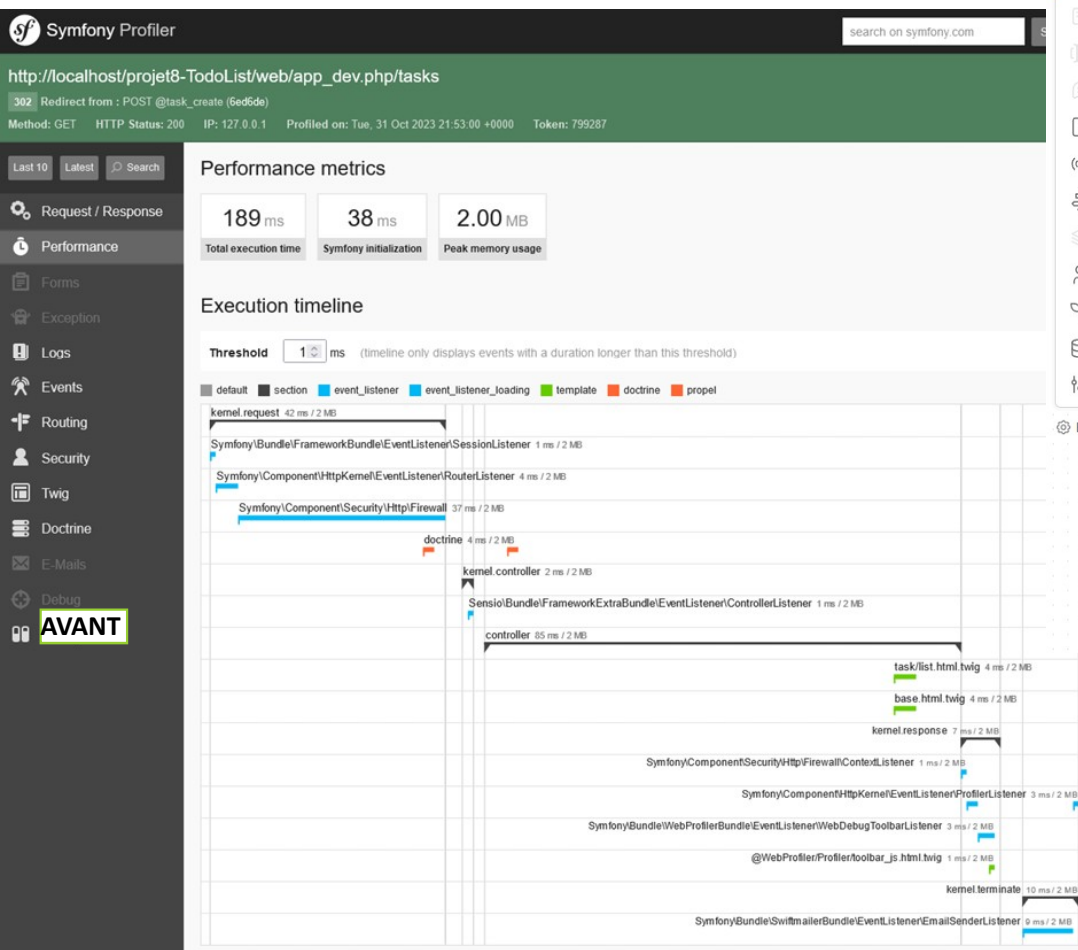 Symfony Profiler
search on symfony.com
S
http://localhost/projet8-TodoList/web/app_dev.php/tasks
302 Redirect from : POST @task_create (6ed6de)
Method: GET HTTP Status: 200 IP: 127.0.0.1 Profiled on: Tue, 31 Oct 2023 21:53:00 +0000 Token: 799287
Last 10 Latest Search
Request / Response
Performance
Forms
Exception
Logs
Events
Routing
Security
Twig
Doctrine
E-Mails
Debug
AVANT
Performance metrics
189 ms
Total execution time
38 ms
Symfony initialization
2.00 MB
Peak memory usage
Execution timeline
Threshold 1 ms (timeline only displays events with a duration longer than this threshold)
default section event_listener event_listener_loading template doctrine propel
kernel.request 42 ms / 2 MB
Symfony\Bundle\FrameworkBundle\EventListener\SessionListener 1 ms / 2 MB
Symfony\Component\HttpKernel\EventListener\RouterListener 4 ms / 2 MB
Symfony\Component\Security\Http\Firewall 37 ms / 2 MB
doctrine 4 ms / 2 MB
kernel.controller 2 ms / 2 MB
Sensio\Bundle\FrameworkExtraBundle\EventListener\ControllerListener 1 ms / 2 MB
controller 85 ms / 2 MB
task/list.html.twig 4 ms / 2 MB
base.html.twig 4 ms / 2 MB
kernel.response 7 ms / 2 MB
Symfony\Component\Security\Http\Firewall\ContextListener 1 ms / 2 MB
Symfony\Component\HttpKernel\EventListener\ProfilerListener 3 ms / 2 MB
Symfony\Bundle\WebProfilerBundle\EventListener\WebDebugToolbarListener 3 ms / 2 MB
@WebProfiler/Profiler/toolbar_js.html.twig 1 ms / 2 MB
kernel.terminate 10 ms / 2 MB
Symfony\Bundle\SwiftmailerBundle\EventListener\EmailSenderListener 9 ms / 2 MB